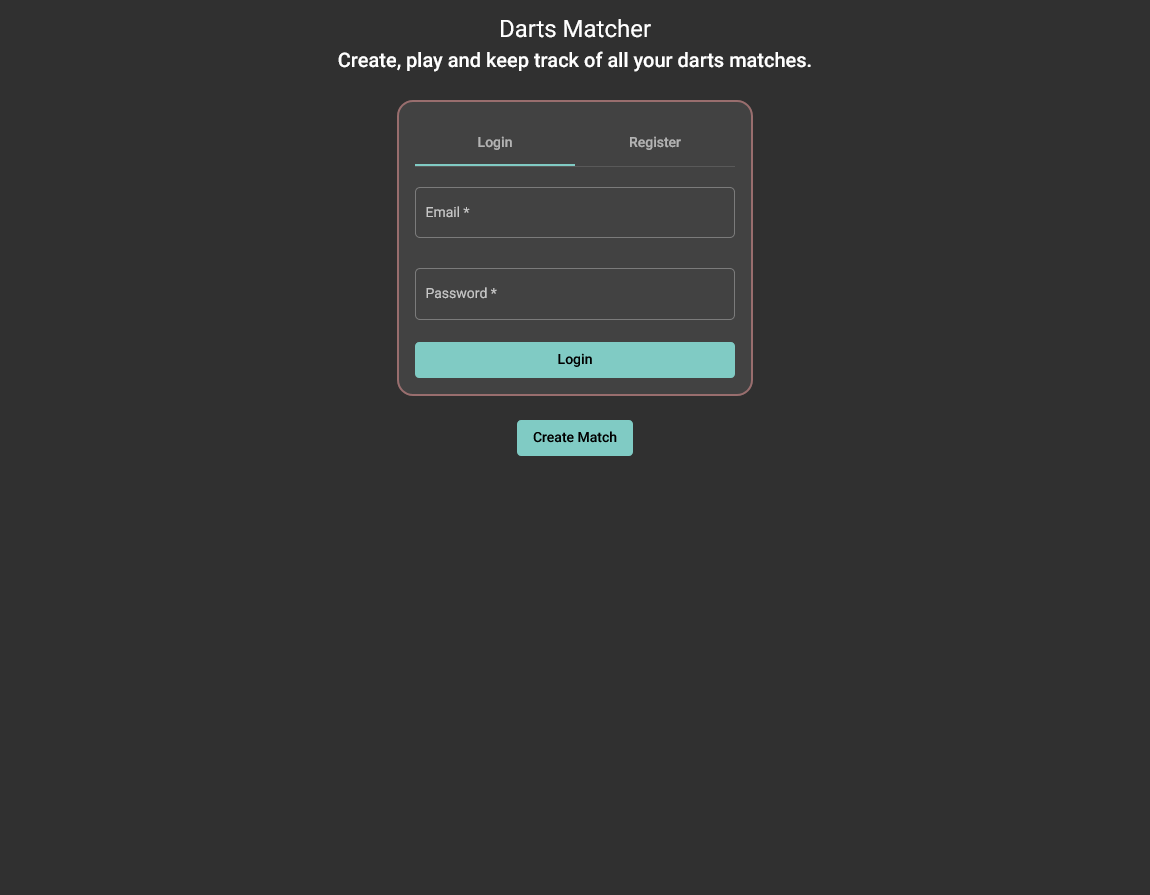 Darts Matcher
Create, play and keep track of all your darts matches.
Login Register
Email *
Password *
Login
Create Match